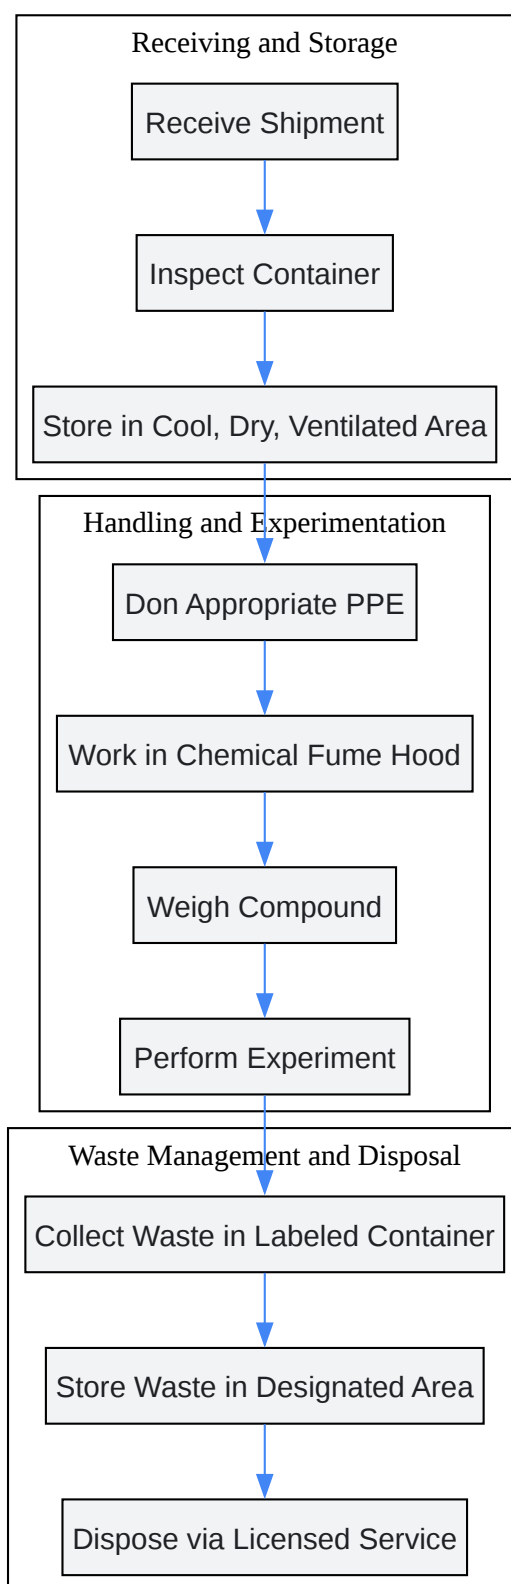 Receiving and Storage
Receive Shipment
Inspect Container
Store in Cool, Dry, Ventilated Area
Handling and Experimentation
Don Appropriate PPE
Work in Chemical Fume Hood
Weigh Compound
Perform Experiment
Waste Management and Disposal
Collect Waste in Labeled Container
Store Waste in Designated Area
Dispose via Licensed Service